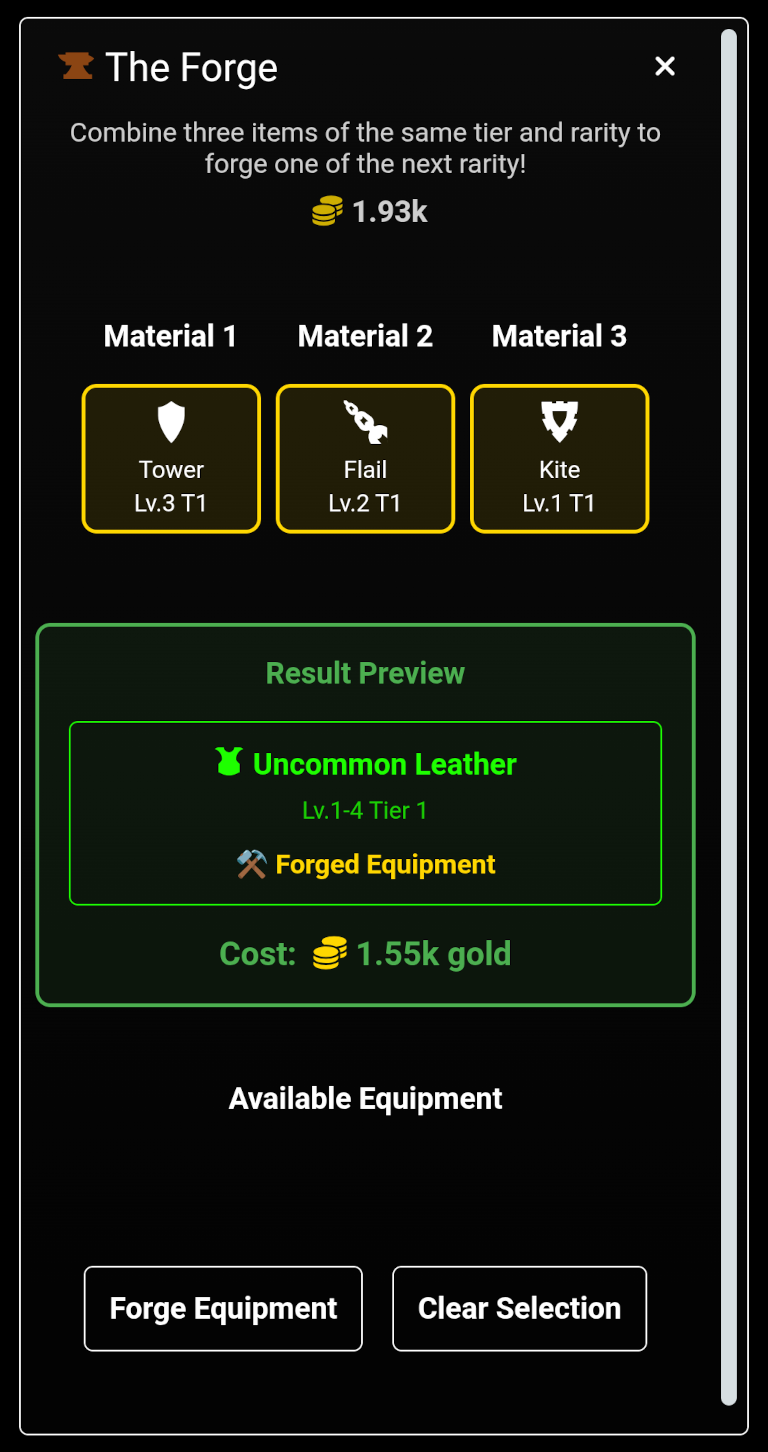 The Forge
Combine three items of the same tier and rarity to
forge one of the next rarity!
1.93k
Material 1
Material 2
Material 3
Tower
Lv.3 T1
Flail
Lv.2 T1
Kite
Lv.1 T1
Result Preview
Uncommon Leather
Lv.1-4 Tier 1
Forged Equipment
Cost: 1.55k gold
Available Equipment
Forge Equipment
Clear Selection